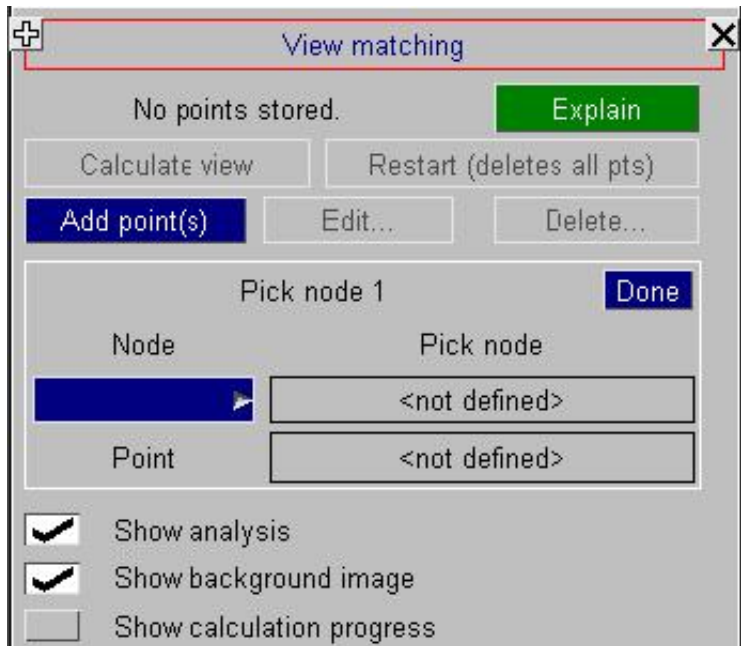 View matching
No points stored. Explain
Calculate view Restart (deletes all pts)
Add point(s) Edit... Delete...
Pick node 1 Done
Node Pick node
<not defined>
Point <not defined>
Show analysis
Show background image
Show calculation progress